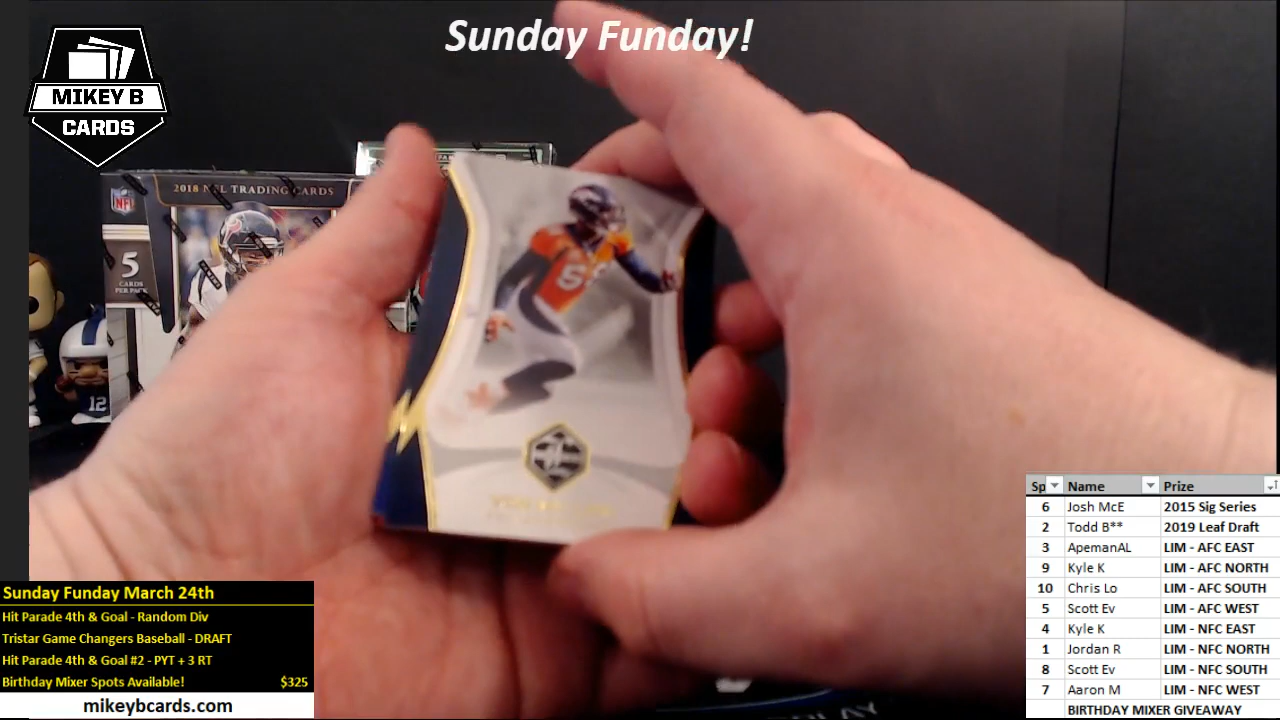 Sunday Funday!
MIKEY B
CARDS
2018 NFL TRADING CARDS
NFL
5
CARDS
PER PACK
12
Sp Name Prize
6 Josh McE 2015 Sig Series
2 Todd B** 2019 Leaf Draft
3 ApemanAL LIM - AFC EAST
9 Kyle K LIM - AFC NORTH
10 Chris Lo LIM - AFC SOUTH
5 Scott Ev LIM - AFC WEST
4 Kyle K LIM - NFC EAST
1 Jordan R LIM - NFC NORTH
8 Scott Ev LIM - NFC SOUTH
7 Aaron M LIM - NFC WEST
BIRTHDAY MIXER GIVEAWAY
Sunday Funday March 24th
Hit Parade 4th & Goal - Random Div
Tristar Game Changers Baseball - DRAFT
Hit Parade 4th & Goal #2 - PYT + 3 RT
Birthday Mixer Spots Available! $325
mikeybcards.com